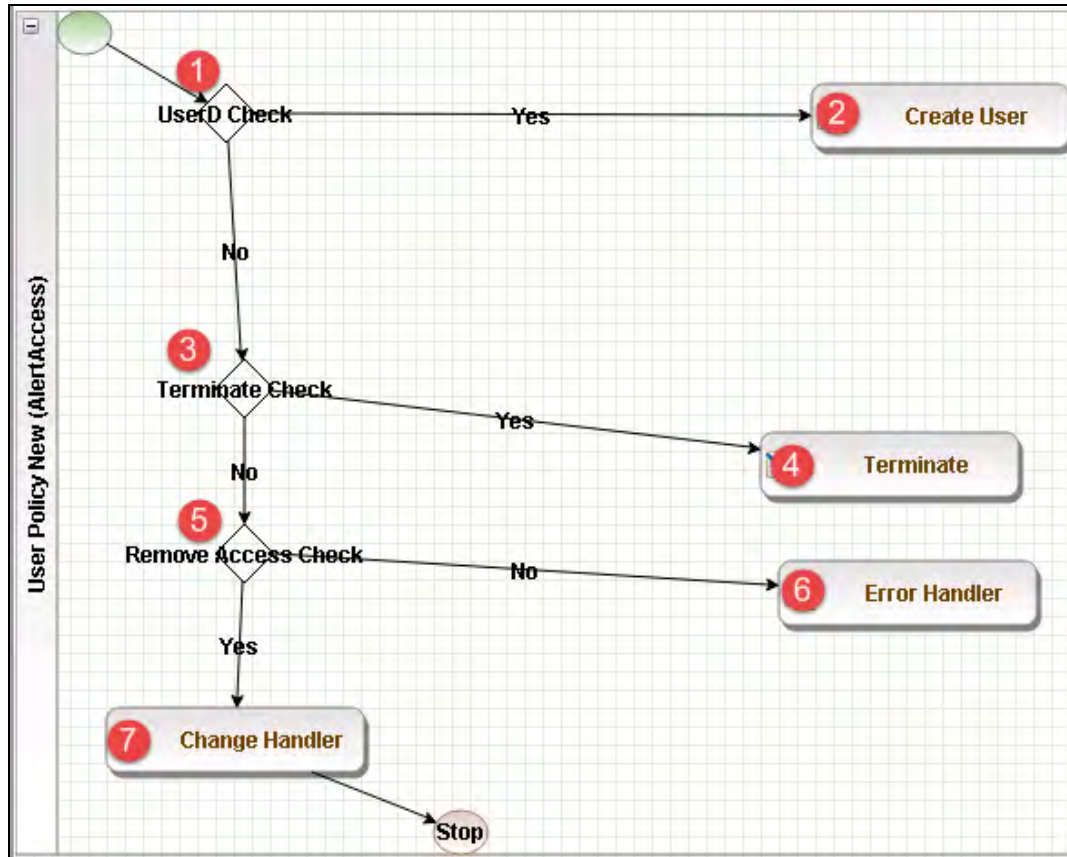 User Policy New (AlertAccess)
1
UserD Check
Yes
2
Create User
No
3
Terminate Check
Yes
4
Terminate
No
5
Remove Access Check
No
6
Error Handler
Yes
7
Change Handler
Stop